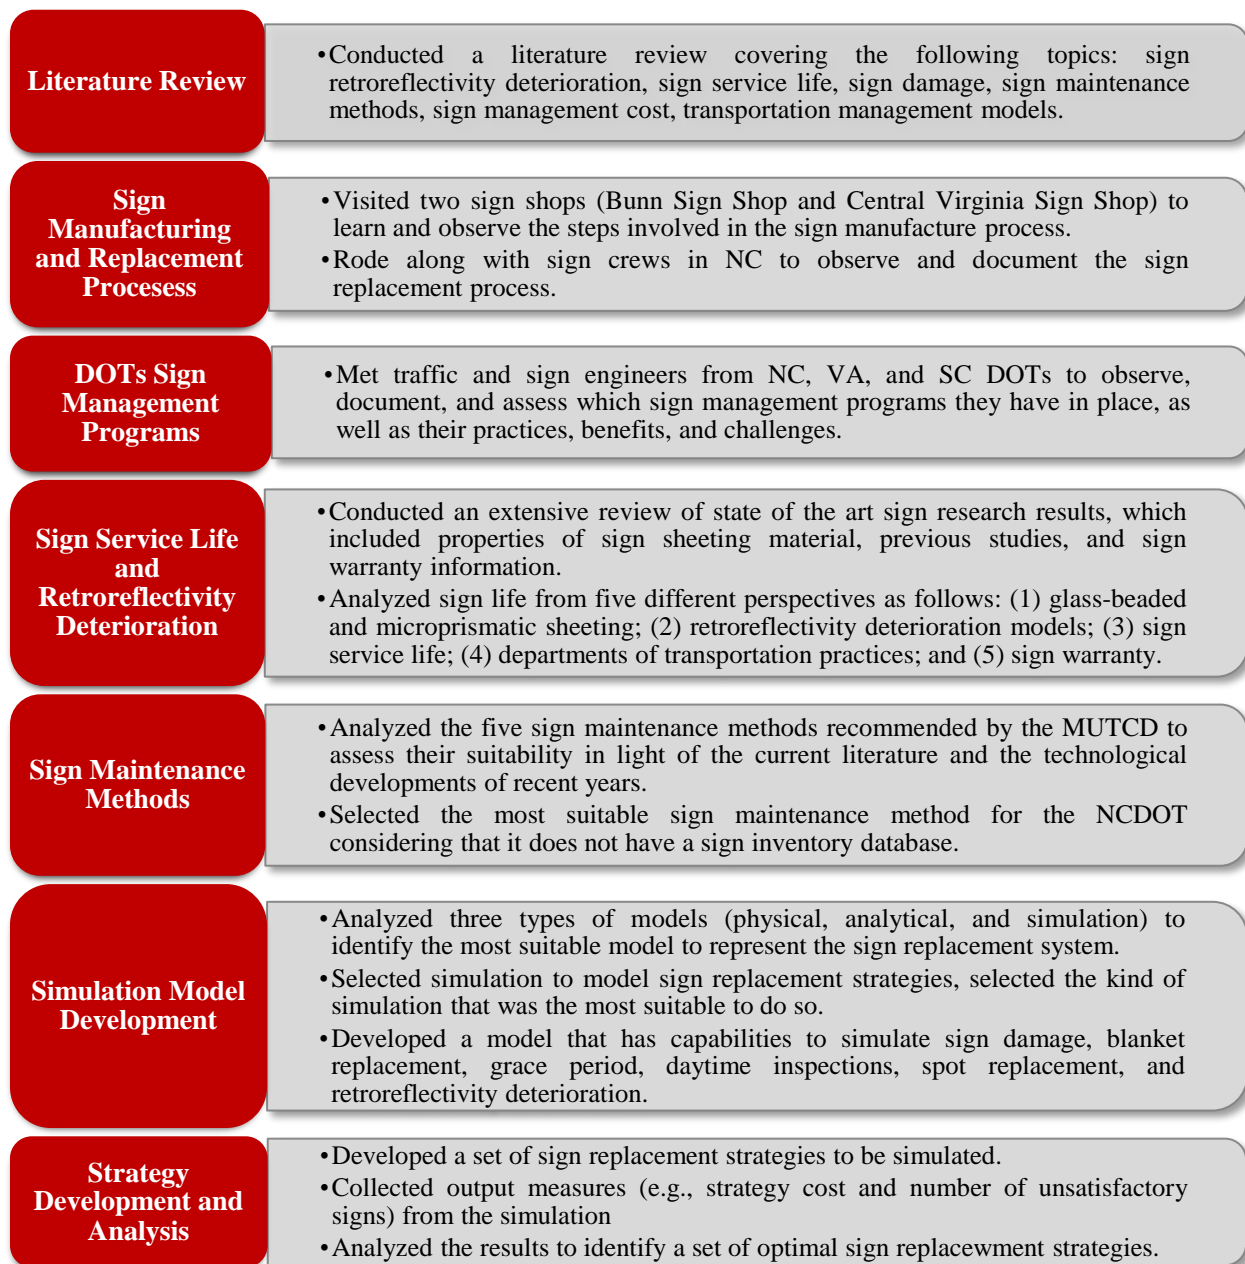 Literature Review
•Conducted a literature review covering the following topics: sign
retroreflectivity deterioration, sign service life, sign damage, sign maintenance
methods, sign management cost, transportation management models.
Sign
Manufacturing
and Replacement
Procesess
•Visited two sign shops (Bunn Sign Shop and Central Virginia Sign Shop) to
learn and observe the steps involved in the sign manufacture process.
•Rode along with sign crews in NC to observe and document the sign
replacement process.
DOTs Sign
Management
Programs
•Met traffic and sign engineers from NC, VA, and SC DOTs to observe,
document, and assess which sign management programs they have in place, as
well as their practices, benefits, and challenges.
Sign Service Life
and
Retroreflectivity
Deterioration
•Conducted an extensive review of state of the art sign research results, which
included properties of sign sheeting material, previous studies, and sign
warranty information.
•Analyzed sign life from five different perspectives as follows: (1) glass-beaded
and microprismatic sheeting; (2) retroreflectivity deterioration models; (3) sign
service life; (4) departments of transportation practices; and (5) sign warranty.
Sign Maintenance
Methods
•Analyzed the five sign maintenance methods recommended by the MUTCD to
assess their suitability in light of the current literature and the technological
developments of recent years.
•Selected the most suitable sign maintenance method for the NCDOT
considering that it does not have a sign inventory database.
Simulation Model
Development
•Analyzed three types of models (physical, analytical, and simulation) to
identify the most suitable model to represent the sign replacement system.
•Selected simulation to model sign replacement strategies, selected the kind of
simulation that was the most suitable to do so.
•Developed a model that has capabilities to simulate sign damage, blanket
replacement, grace period, daytime inspections, spot replacement, and
retroreflectivity deterioration.
Strategy
Development and
Analysis
•Developed a set of sign replacement strategies to be simulated.
•Collected output measures (e.g., strategy cost and number of unsatisfactory
signs) from the simulation
•Analyzed the results to identify a set of optimal sign replacewment strategies.